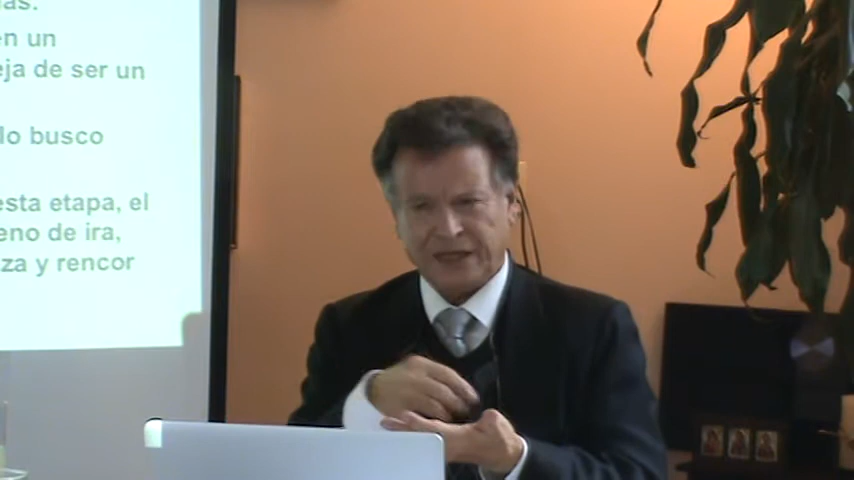 en un
eja de ser un
lo busco
esta etapa, el
eno de ira,
za y rencor